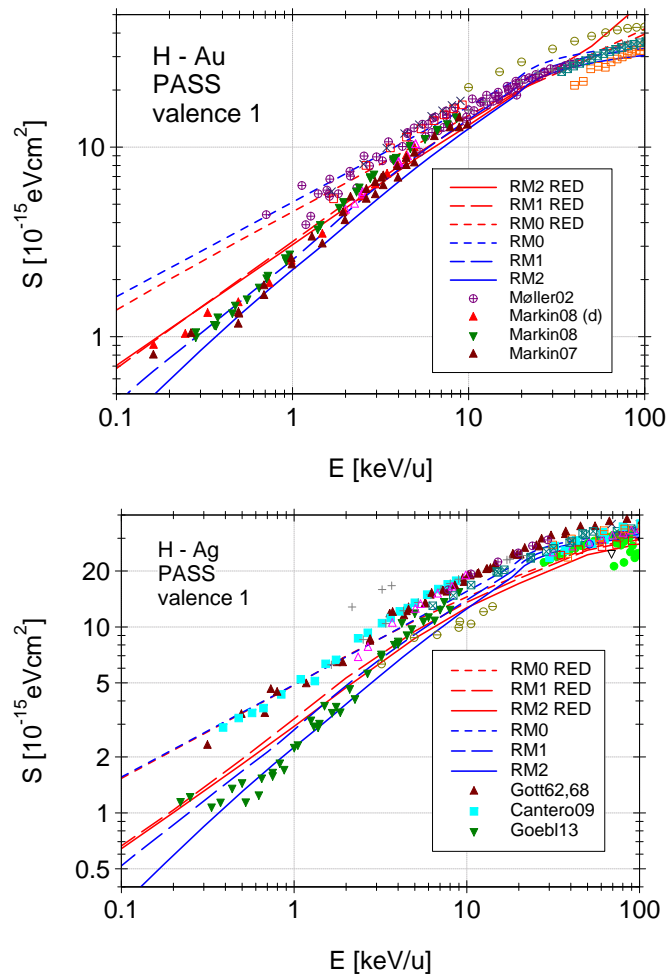 H - Au
PASS
valence 1
S [10⁻¹⁵eVcm²]
10
1
RM2 RED
RM1 RED
RM0 RED
RM0
RM1
RM2
Møller02
Markin08 (d)
Markin08
Markin07
0.1 1 10 100
E [keV/u]
H - Ag
PASS
valence 1
S [10⁻¹⁵eVcm²]
20
10
5
2
1
0.5
RM0 RED
RM1 RED
RM2 RED
RM0
RM1
RM2
Gott62,68
Cantero09
Goebl13
0.1 1 10 100
E [keV/u]